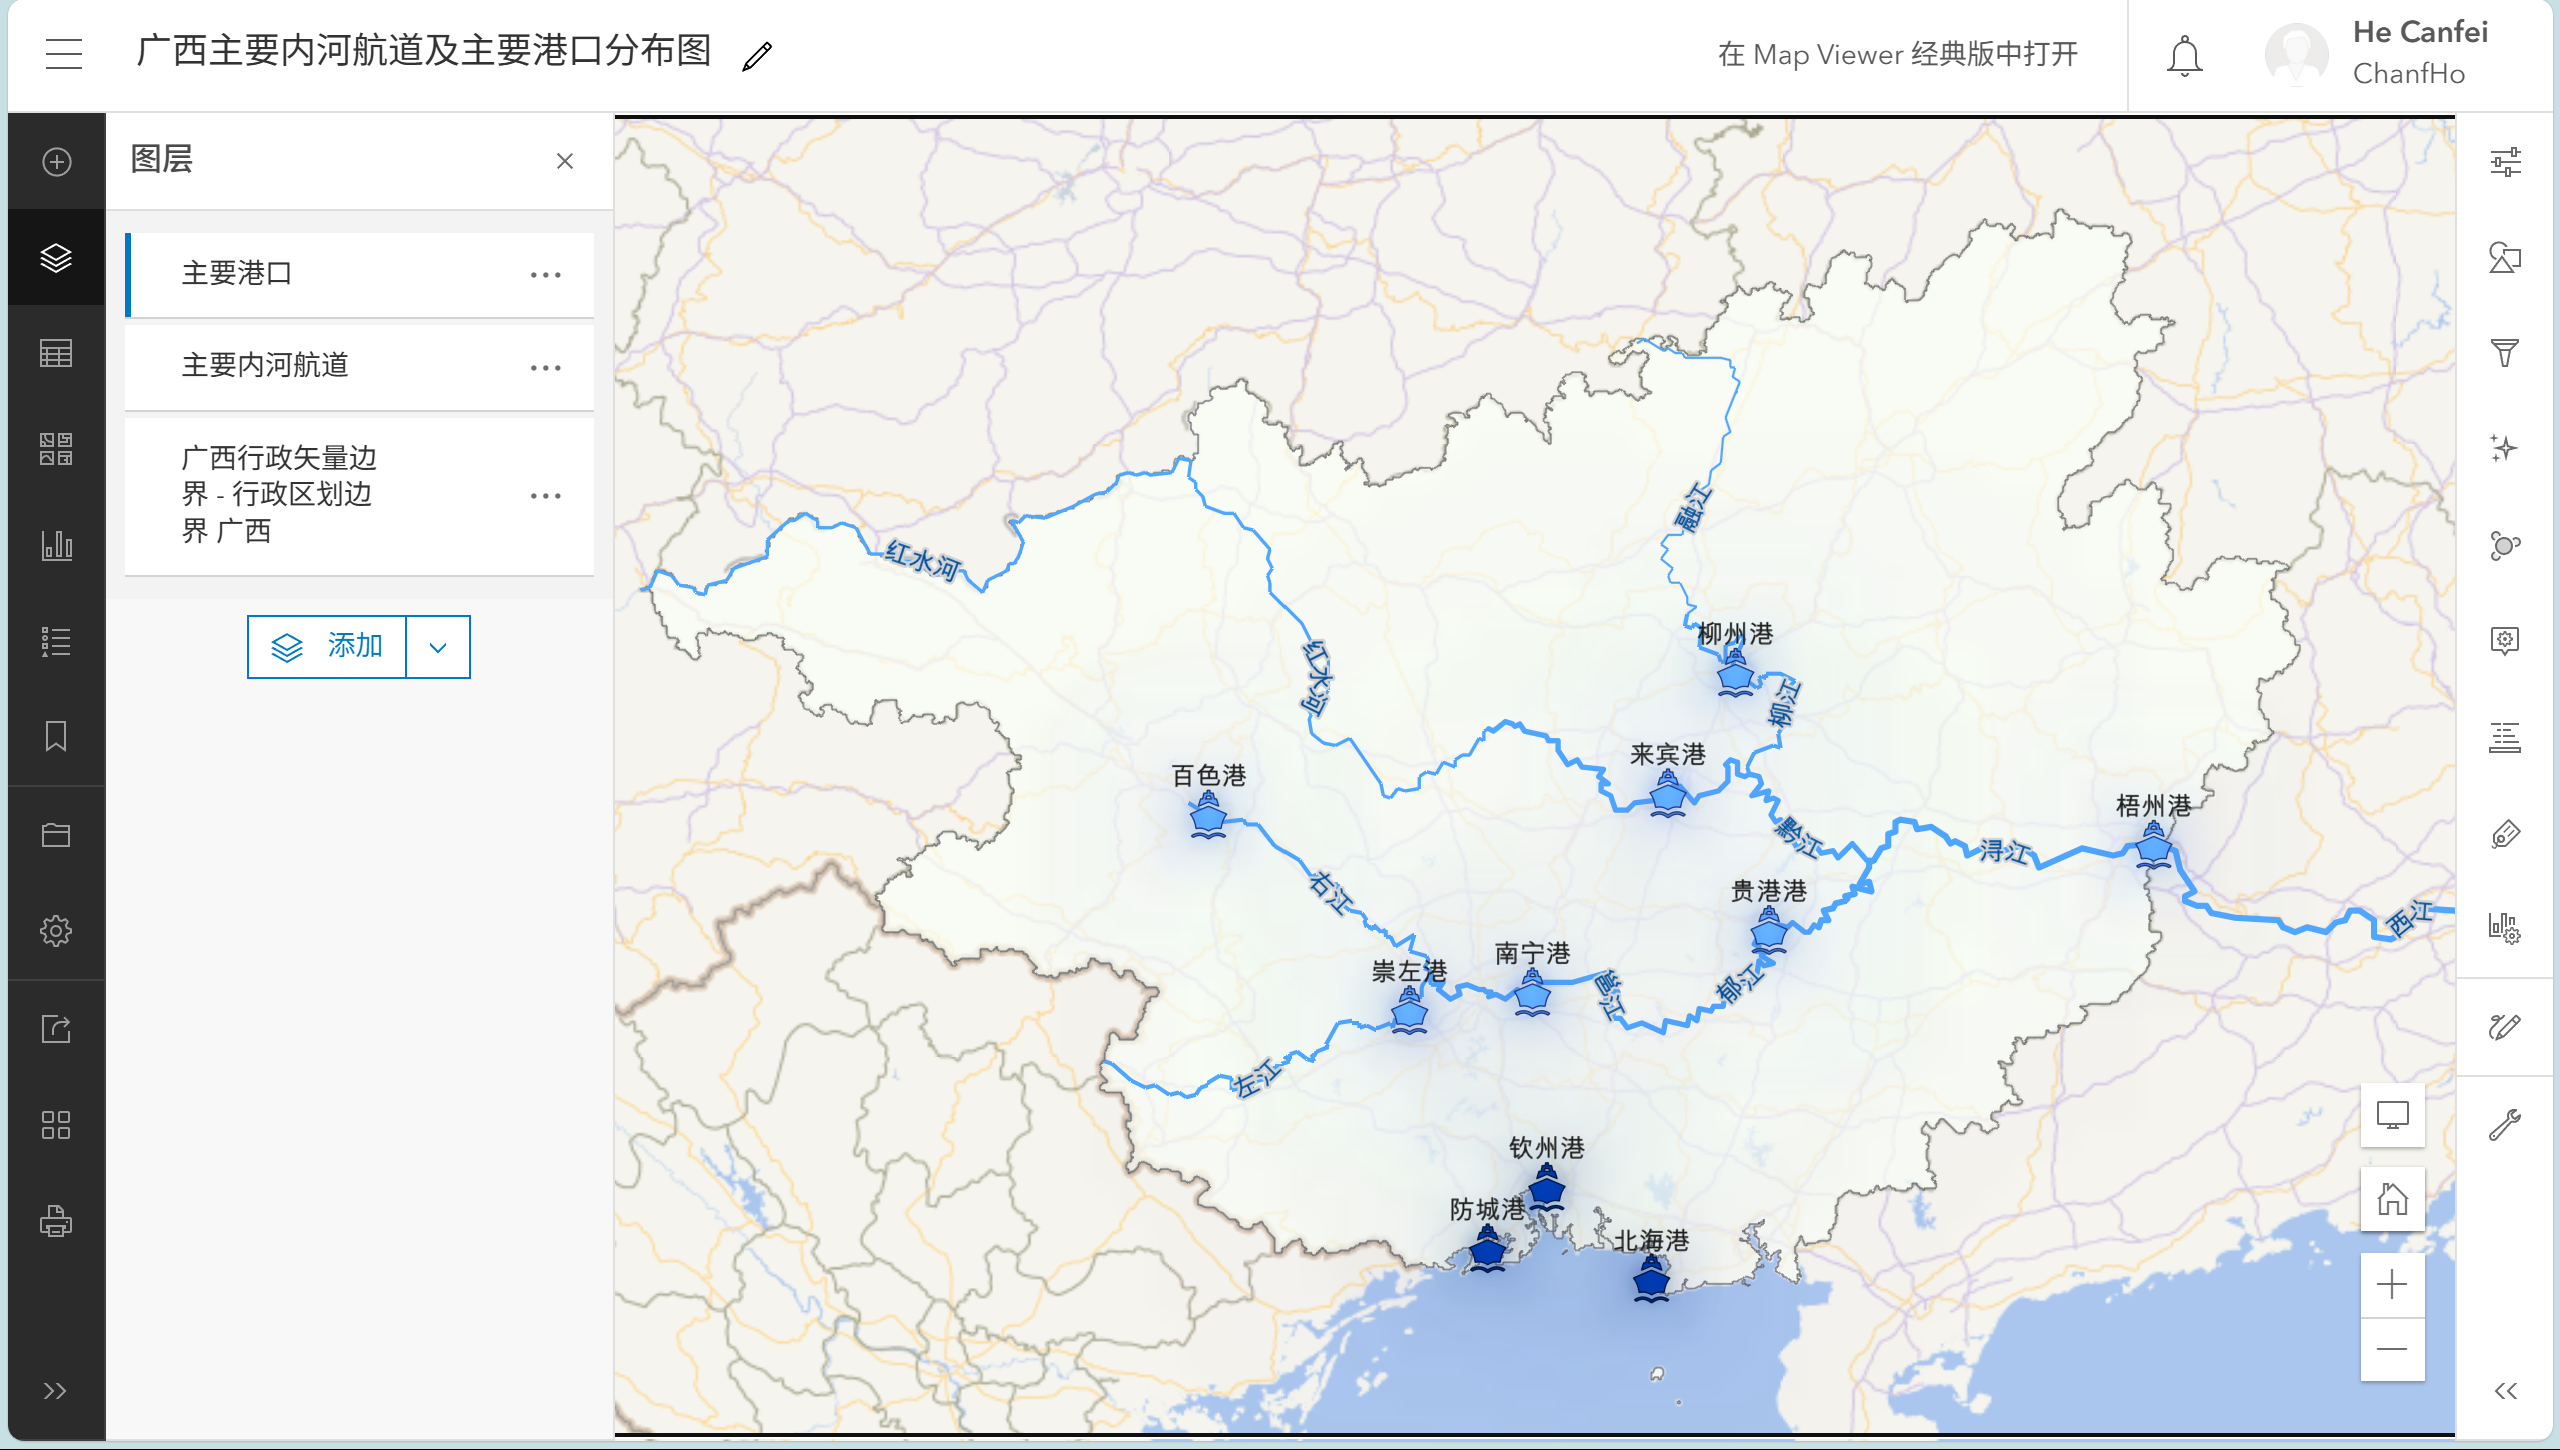 广西主要内河航道及主要港口分布图
在 Map Viewer 经典版中打开
He Canfei
ChanfHo
图层
主要港口
主要内河航道
广西行政矢量边
界 - 行政区划边
界 广西
添加
融江
红水河
柳州港
红水河
柳江
来宾港
百色港
梧州港
黔江
浔江
右江
贵港港
西江
南宁港
崇左港
邕江
郁江
左江
钦州港
防城港
北海港